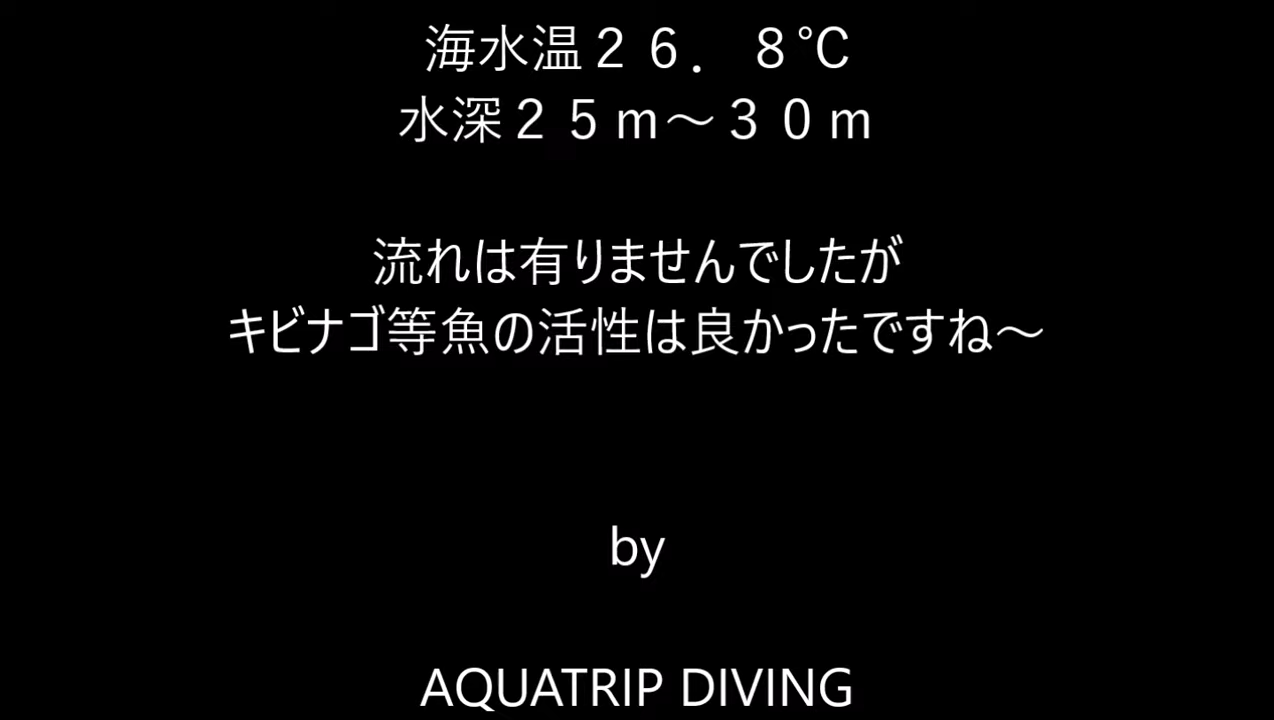 海水温２６．８℃
水深２５ｍ～３０ｍ
流れは有りませんでしたが
キビナゴ等魚の活性は良かったですね～
by
AQUATRIP DIVING